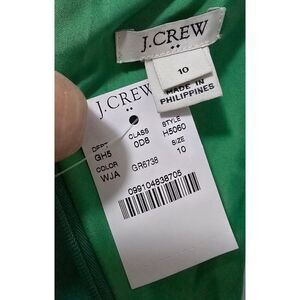 J.CREW
10
MADE IN
PHILIPPINES
J.CREW
DEPT CLASS STYLE
GH5 0D8 H5060
COLOR SIZE
WJA GR6738 10
099104838705